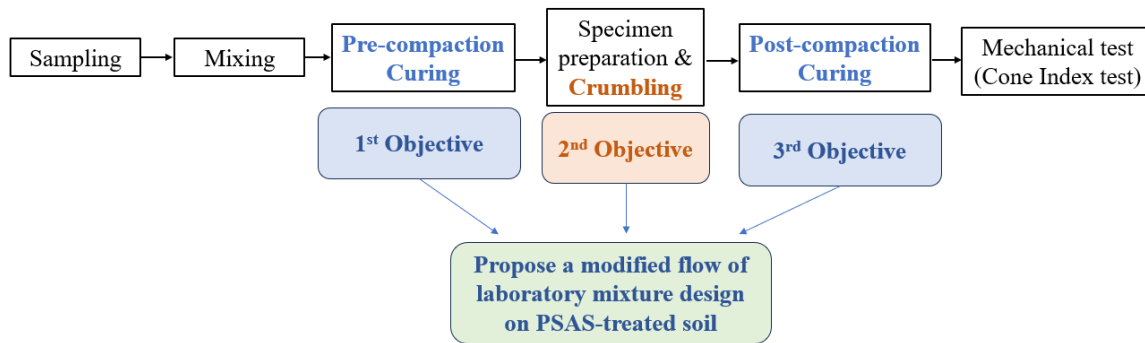 Sampling
Mixing
Pre-compaction
Curing
Specimen
preparation &
Crumbling
Post-compaction
Curing
Mechanical test
(Cone Index test)
1st Objective
2nd Objective
3rd Objective
Propose a modified flow of
laboratory mixture design
on PSAS-treated soil